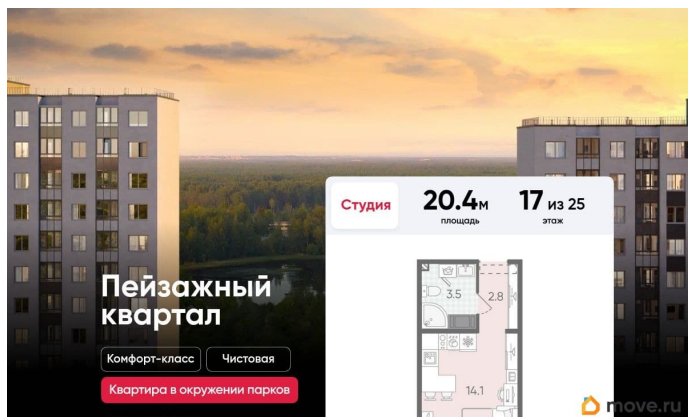 Студия
20.4м
площадь
17 из 25
этаж
Пейзажный
квартал
Комфорт-класс
Чистовая
Квартира в окружении парков
3.5
2.8
14.1
move.ru